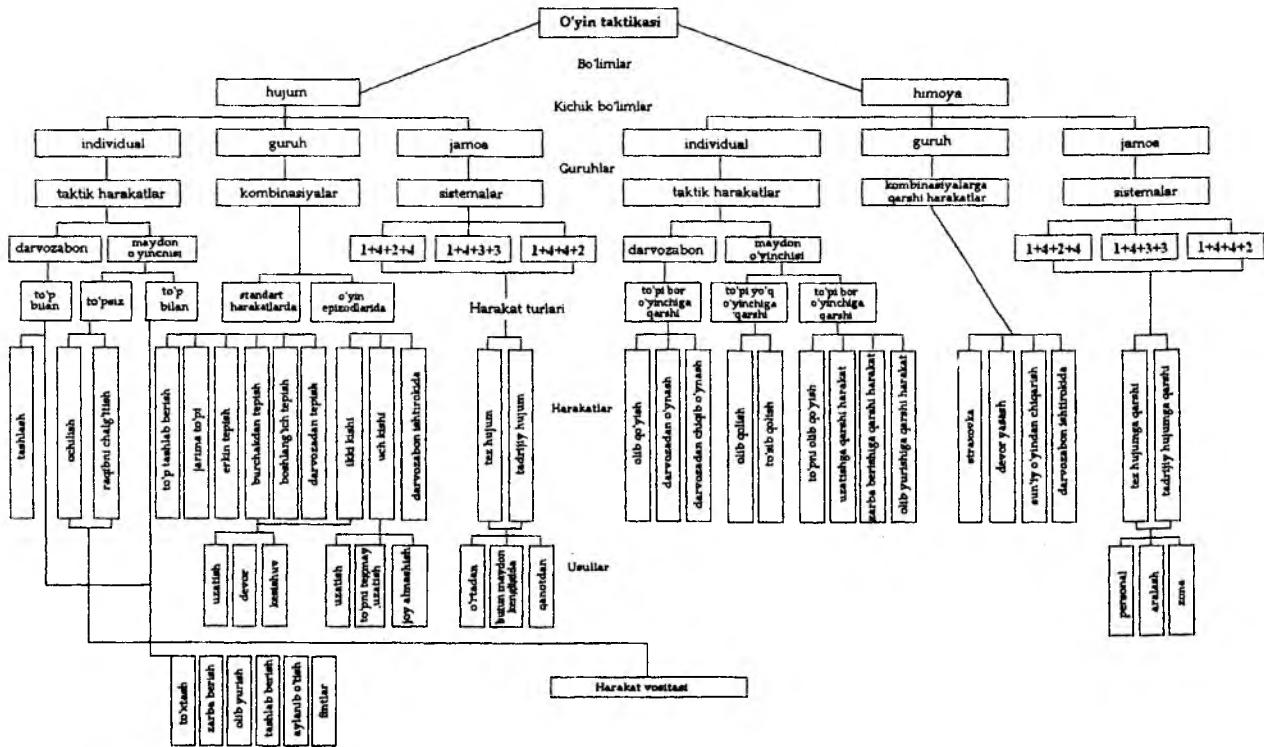 O'yin taktikasi
Bo'limlar
hujum
himoya
Kichik bo'limlar
individual
guruh
jamoa
individual
guruh
jamoa
Guruhlar
taktik harakatlar
kombinasiyalar
sistemalar
taktik harakatlar
kombinasiyalarga
qarshi harakatlar
sistemalar
darvozabon
maydon
o'yinchisi
1+4+2+4
1+4+3+3
1+4+4+2
darvozabon
maydon
o'yinchisi
1+4+2+4
1+4+3+3
1+4+4+2
to'p
bilan
to'psiz
to'p
bilan
standart
harakatlarda
o'yin
epizodlarida
Harakat turlari
to'pi bor
o'yinchiga
qarshi
to'pi yo'q
o'yinchiga
qarshi
to'pi bor
o'yinchiga
qarshi
Harakatlar
tashlash
ochilish
raqibni chalg'itish
to'p tashlab berish
jarima to'pi
erkin tepish
burchakdan tepish
boshlang'ich tepish
darvozadan tepish
ikki kishi
uch kishi
darvozabon ishtirokida
tez hujum
tadrijiy hujum
olib qo'yish
darvozadan o'ynash
darvozadan chiqib o'ynash
olib qolish
to'sib qolish
to'pni olib qo'yish
uzatishga qarshi harakat
zarba berishiga qarshi harakat
olib yurishiga qarshi harakat
straxovka
devor yasash
sun'iy o'yindan chiqarish
darvozabon ishtirokida
tez hujumga qarshi
tadrijiy hujumga qarshi
Usullar
uzatish
devor
kesishuv
uzatish
to'pni tegmay
uzatish
joy almashish
o'rtadan
butun maydon
kengligida
qanotdan
personal
aralash
zona
to'xtash
zarba berish
olib yurish
tashlab berish
aylanib o'tish
fintlar
Harakat vositasi